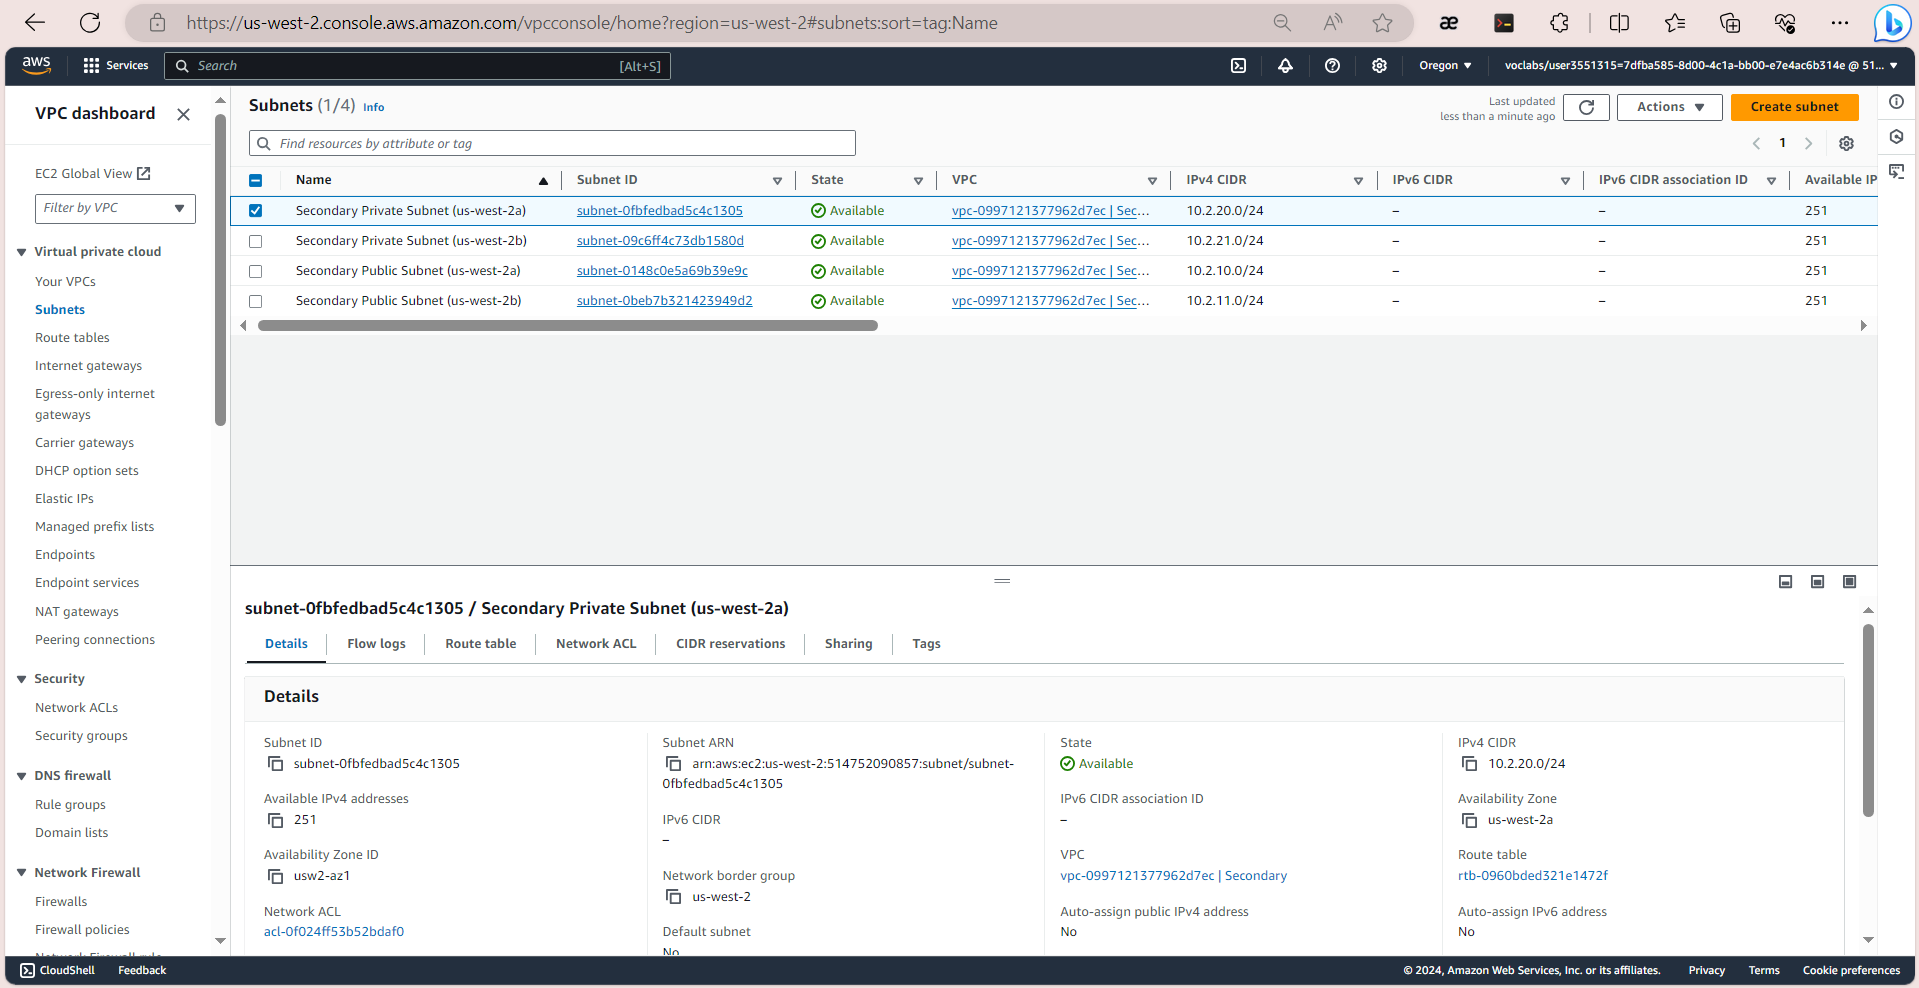 https://us-west-2.console.aws.amazon.com/vpcconsole/home?region=us-west-2#subnets:sort=tag:Name
aws
Services
Search
[Alt+S]
Oregon
voclabs/user3551315=7dfba585-8d00-4c1a-bb00-e7e4ac6b314e @ 51...
VPC dashboard
EC2 Global View
Filter by VPC
Virtual private cloud
Your VPCs
Subnets
Route tables
Internet gateways
Egress-only internet
gateways
Carrier gateways
DHCP option sets
Elastic IPs
Managed prefix lists
Endpoints
Endpoint services
NAT gateways
Peering connections
Security
Network ACLs
Security groups
DNS firewall
Rule groups
Domain lists
Network Firewall
Firewalls
Firewall policies
Subnets (1/4) Info
Last updated
less than a minute ago
Actions
Create subnet
Find resources by attribute or tag
1
Name Subnet ID State VPC IPv4 CIDR IPv6 CIDR IPv6 CIDR association ID Available IP
Secondary Private Subnet (us-west-2a) subnet-0fbfedbad5c4c1305 Available vpc-0997121377962d7ec | Sec... 10.2.20.0/24 – – 251
Secondary Private Subnet (us-west-2b) subnet-09c6ff4c73db1580d Available vpc-0997121377962d7ec | Sec... 10.2.21.0/24 – – 251
Secondary Public Subnet (us-west-2a) subnet-0148c0e5a69b39e9c Available vpc-0997121377962d7ec | Sec... 10.2.10.0/24 – – 251
Secondary Public Subnet (us-west-2b) subnet-0beb7b321423949d2 Available vpc-0997121377962d7ec | Sec... 10.2.11.0/24 – – 251
subnet-0fbfedbad5c4c1305 / Secondary Private Subnet (us-west-2a)
Details Flow logs Route table Network ACL CIDR reservations Sharing Tags
Details
Subnet ID
subnet-0fbfedbad5c4c1305
Available IPv4 addresses
251
Availability Zone ID
usw2-az1
Network ACL
acl-0f024ff53b52bdaf0
Subnet ARN
arn:aws:ec2:us-west-2:514752090857:subnet/subnet-
0fbfedbad5c4c1305
IPv6 CIDR
–
Network border group
us-west-2
Default subnet
No
State
Available
IPv6 CIDR association ID
–
VPC
vpc-0997121377962d7ec | Secondary
Auto-assign public IPv4 address
No
IPv4 CIDR
10.2.20.0/24
Availability Zone
us-west-2a
Route table
rtb-0960bded321e1472f
Auto-assign IPv6 address
No
CloudShell
Feedback
© 2024, Amazon Web Services, Inc. or its affiliates.
Privacy
Terms
Cookie preferences